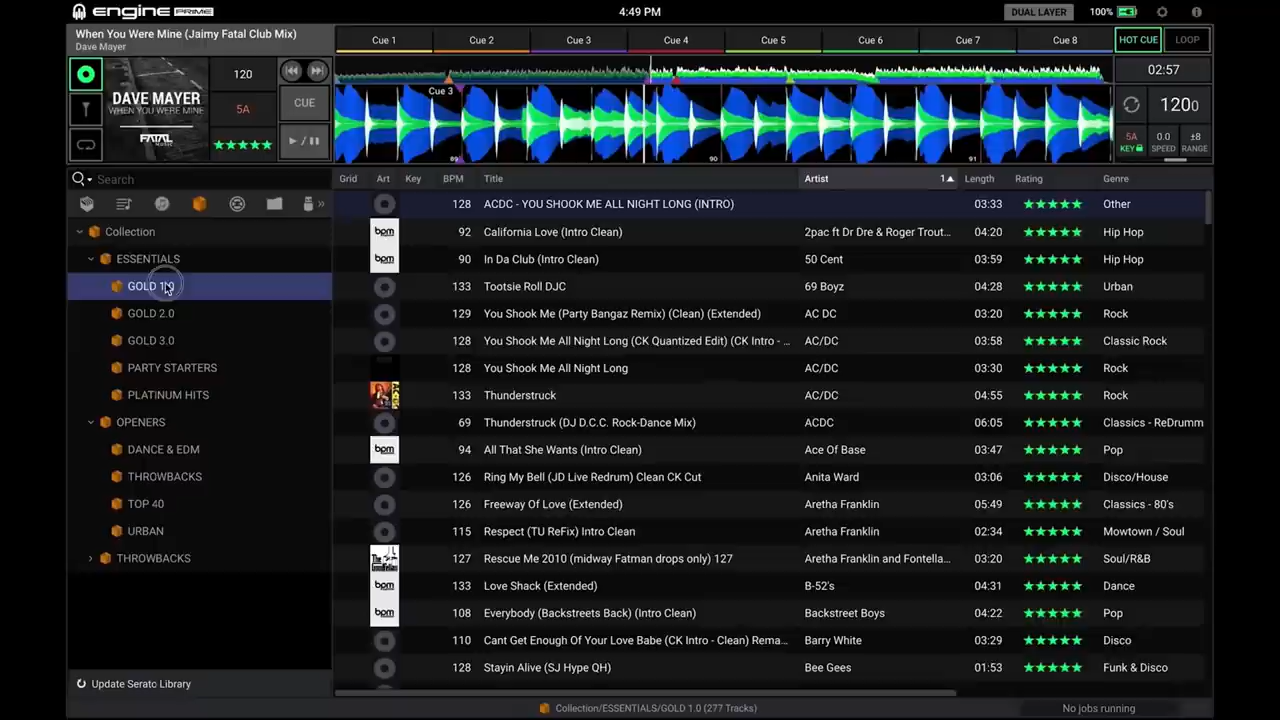 engine PRIME
4:49 PM
DUAL LAYER
100%
When You Were Mine (Jaimy Fatal Club Mix)
Dave Mayer
DAVE MAYER
WHEN YOU WERE MINE
FATAL
120
5A
CUE
Cue 1
Cue 2
Cue 3
Cue 4
Cue 5
Cue 6
Cue 7
Cue 8
HOT CUE
LOOP
Cue 3
89
90
91
02:57
1200
5A
0.0
±8
KEY
SPEED
RANGE
Search
Grid Art Key BPM Title Artist 1 Length Rating Genre
Collection
ESSENTIALS
GOLD 1.0
GOLD 2.0
GOLD 3.0
PARTY STARTERS
PLATINUM HITS
OPENERS
DANCE & EDM
THROWBACKS
TOP 40
URBAN
THROWBACKS
Update Serato Library
128 ACDC - YOU SHOOK ME ALL NIGHT LONG (INTRO) 03:33 Other
bpm 92 California Love (Intro Clean) 2pac ft Dr Dre & Roger Trout... 04:20 Hip Hop
bpm 90 In Da Club (Intro Clean) 50 Cent 03:59 Hip Hop
133 Tootsie Roll DJC 69 Boyz 04:28 Urban
129 You Shook Me (Party Bangaz Remix) (Clean) (Extended) AC DC 03:20 Rock
128 You Shook Me All Night Long (CK Quantized Edit) (CK Intro - ... AC/DC 03:58 Classic Rock
128 You Shook Me All Night Long AC/DC 03:30 Rock
133 Thunderstruck AC/DC 04:55 Rock
69 Thunderstruck (DJ D.C.C. Rock-Dance Mix) ACDC 06:05 Classics - ReDrumm
bpm 94 All That She Wants (Intro Clean) Ace Of Base 03:47 Pop
126 Ring My Bell (JD Live Redrum) Clean CK Cut Anita Ward 03:06 Disco/House
126 Freeway Of Love (Extended) Aretha Franklin 05:49 Classics - 80's
115 Respect (TU ReFix) Intro Clean Aretha Franklin 02:34 Mowtown / Soul
127 Rescue Me 2010 (midway Fatman drops only) 127 Aretha Franklin and Fontella... 03:20 Soul/R&B
bpm 133 Love Shack (Extended) B-52's 04:31 Dance
bpm 108 Everybody (Backstreets Back) (Intro Clean) Backstreet Boys 04:22 Pop
110 Cant Get Enough Of Your Love Babe (CK Intro - Clean) Rema... Barry White 03:29 Disco
128 Stayin Alive (SJ Hype QH) Bee Gees 01:53 Funk & Disco
Collection/ESSENTIALS/GOLD 1.0 (277 Tracks)
No jobs running